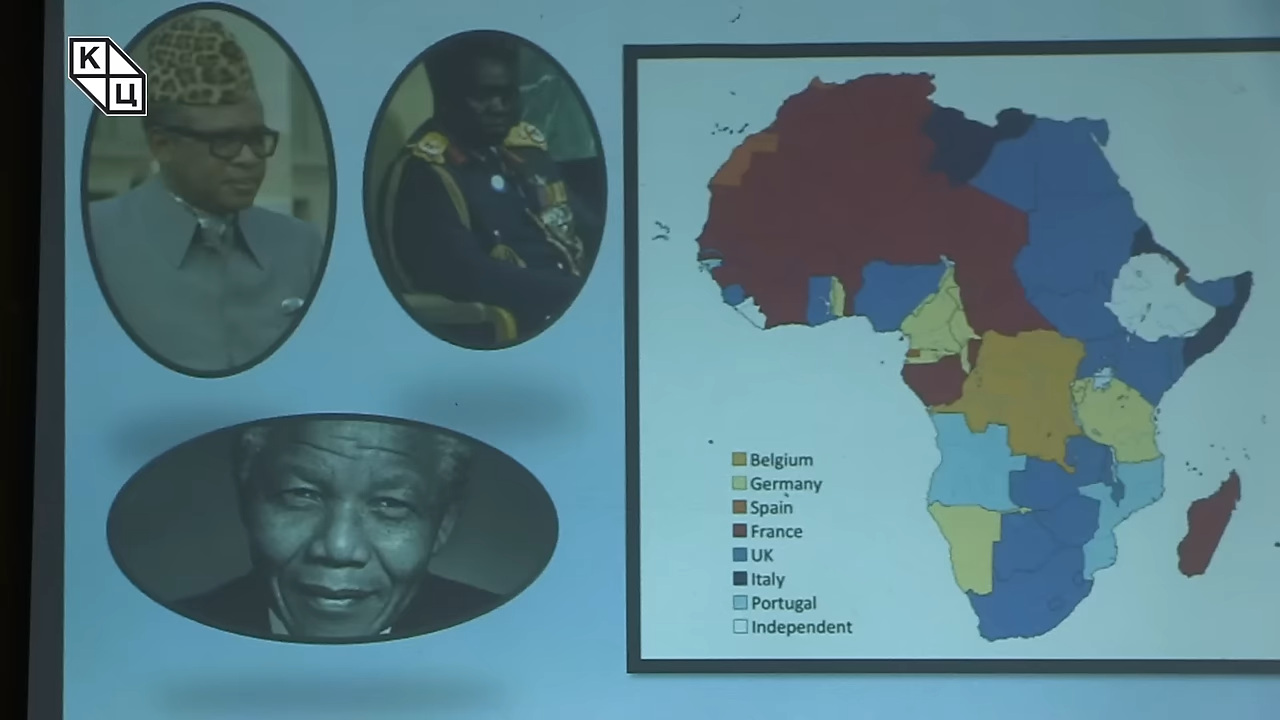 К
Ц
Belgium
Germany
Spain
France
UK
Italy
Portugal
Independent